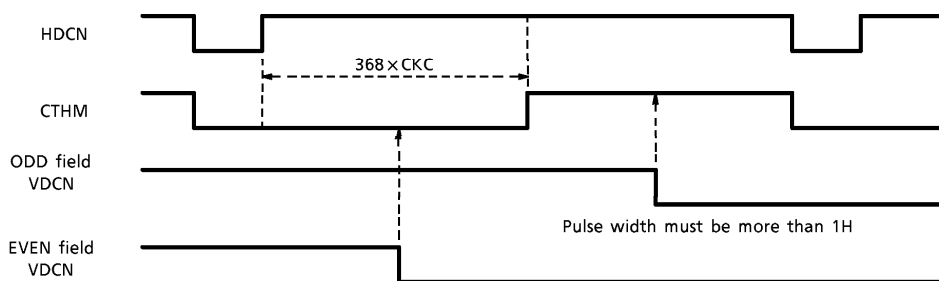 HDCN
368×CKC
CTHM
ODD field
VDCN
Pulse width must be more than 1H
EVEN field
VDCN